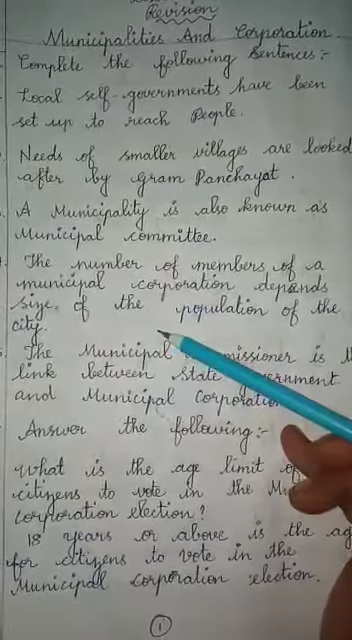 Revision
Municipalities And Corporation
Complete the following sentences:-
Local self-governments have been
set up to reach People.
Needs of smaller villages are looked
after by gram Panchayat.
A Municipality is also known as
Municipal committee.
The number of members of a
municipal corporation depends
size of the population of the
city.
The Municipal is
link between State
and Municipal
Answer the following:-
What is the age limit of
citizens to vote in the
Corporation election?
18 years or above is the
for citizens to vote in the
Municipal Corporation election.
1